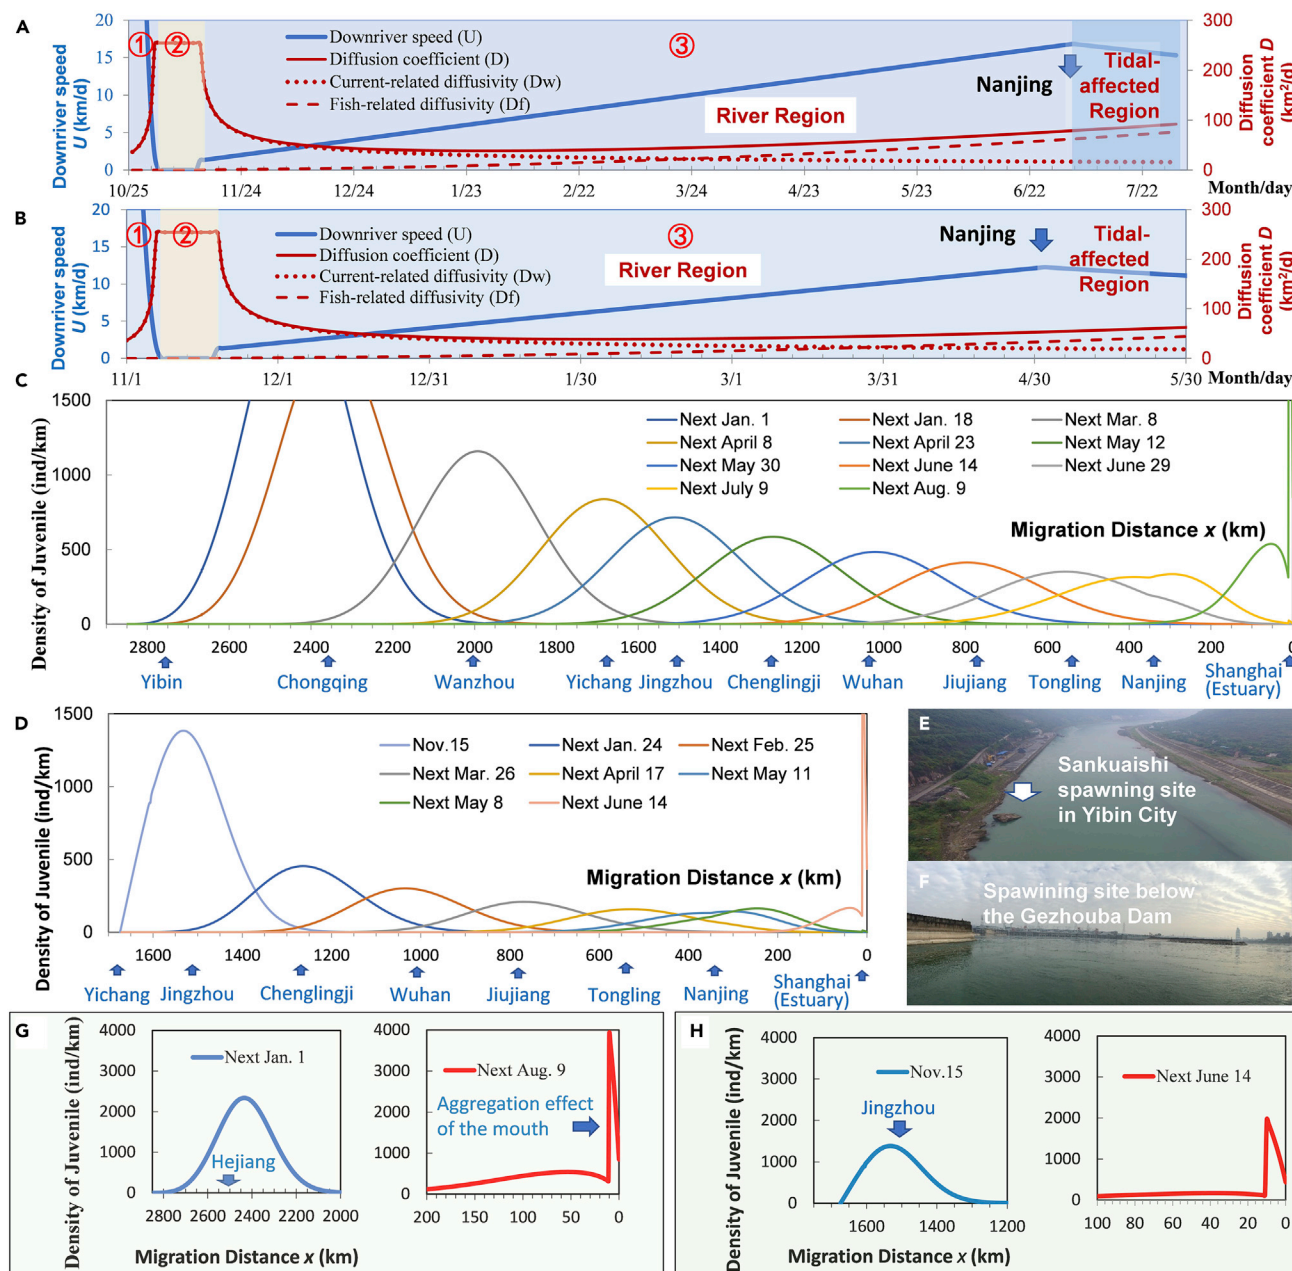 A
Downriver speed
U (km/d)
20
15
10
5
0
① ② ③
Downriver speed (U)
Diffusion coefficient (D)
Current-related diffusivity (Dw)
Fish-related diffusivity (Df)
River Region
Nanjing
Tidal-
affected
Region
300
200
100
0
Diffusion
coefficient D
(km²/d)
10/25 11/24 12/24 1/23 2/22 3/24 4/23 5/23 6/22 7/22 Month/day
B
Downriver speed
U (km/d)
20
15
10
5
0
① ② ③
Downriver speed (U)
Diffusion coefficient (D)
Current-related diffusivity (Dw)
Fish-related diffusivity (Df)
River Region
Nanjing
Tidal-
affected
Region
300
200
100
0
Diffusion
coefficient D
(km²/d)
11/1 12/1 12/31 1/30 3/1 3/31 4/30 5/30 Month/day
C
Density of Juvenile (ind/km)
1500
1000
500
0
Next Jan. 1 Next Jan. 18 Next Mar. 8
Next April 8 Next April 23 Next May 12
Next May 30 Next June 14 Next June 29
Next July 9 Next Aug. 9
Migration Distance x (km)
2800 2600 2400 2200 2000 1800 1600 1400 1200 1000 800 600 400 200 0
Yibin Chongqing Wanzhou Yichang Jingzhou Chenglingji Wuhan Jiujiang Tongling Nanjing Shanghai
(Estuary)
D
Density of Juvenile (ind/km)
1500
1000
500
0
Nov.15 Next Jan. 24 Next Feb. 25
Next Mar. 26 Next April 17 Next May 11
Next May 8 Next June 14
Migration Distance x (km)
1600 1400 1200 1000 800 600 400 200 0
Yichang Jingzhou Chenglingji Wuhan Jiujiang Tongling Nanjing Shanghai
(Estuary)
E
Sankuaishi
spawning site
in Yibin City
F
Spawining site below
the Gezhouba Dam
G
Density of Juvenile (ind/km)
4000
3000
2000
1000
0
Next Jan. 1
Hejiang
2800 2600 2400 2200 2000
4000
3000
2000
1000
0
Next Aug. 9
Aggregation effect
of the mouth
200 150 100 50 0
Migration Distance x (km)
H
Density of Juvenile (ind/km)
4000
3000
2000
1000
0
Nov.15
Jingzhou
1600 1400 1200
4000
3000
2000
1000
0
Next June 14
100 80 60 40 20 0
Migration Distance x (km)